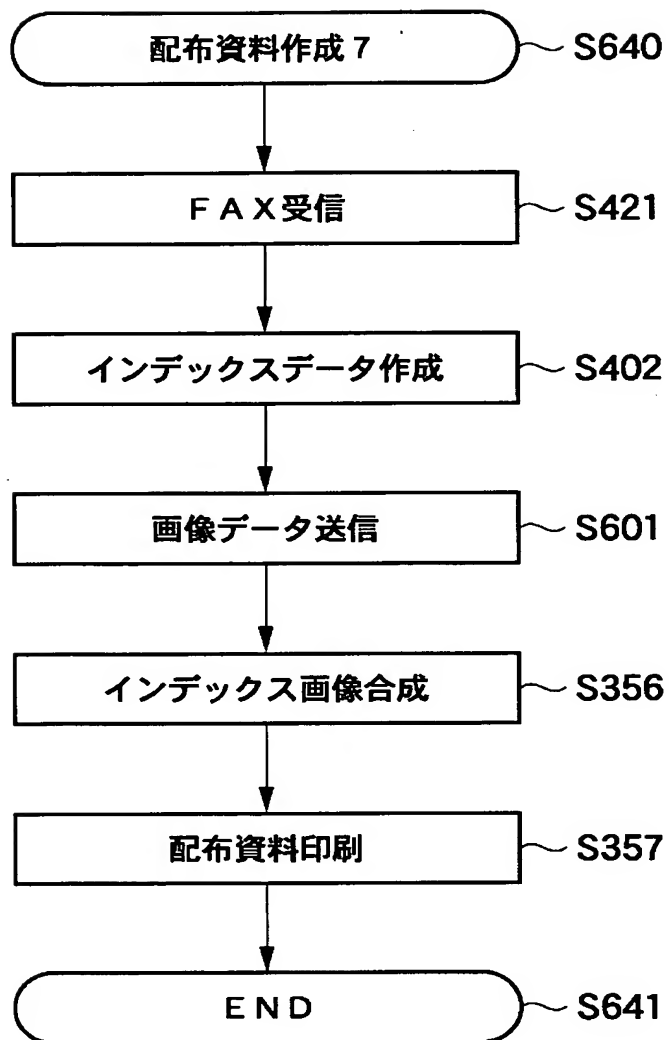 配布資料作成7 S640
FAX受信 S421
インデックスデータ作成 S402
画像データ送信 S601
インデックス画像合成 S356
配布資料印刷 S357
END S641